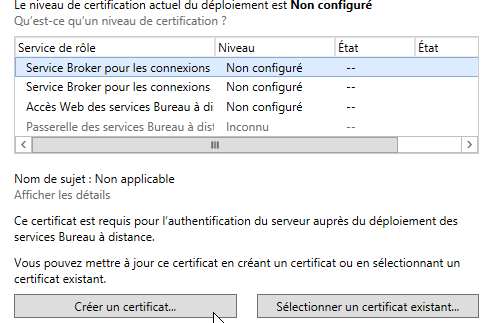 Le niveau de certification actuel du déploiement est Non configuré
Qu'est-ce qu'un niveau de certification ?
Service de rôle Niveau État État
Service Broker pour les connexions Non configuré --
Service Broker pour les connexions Non configuré --
Accès Web des services Bureau à di Non configuré --
Passerelle des services Bureau à dist Inconnu --
Nom de sujet : Non applicable
Afficher les détails
Ce certificat est requis pour l'authentification du serveur auprès du déploiement des
services Bureau à distance.
Vous pouvez mettre à jour ce certificat en créant un certificat ou en sélectionnant un
certificat existant.
Créer un certificat... Sélectionner un certificat existant...